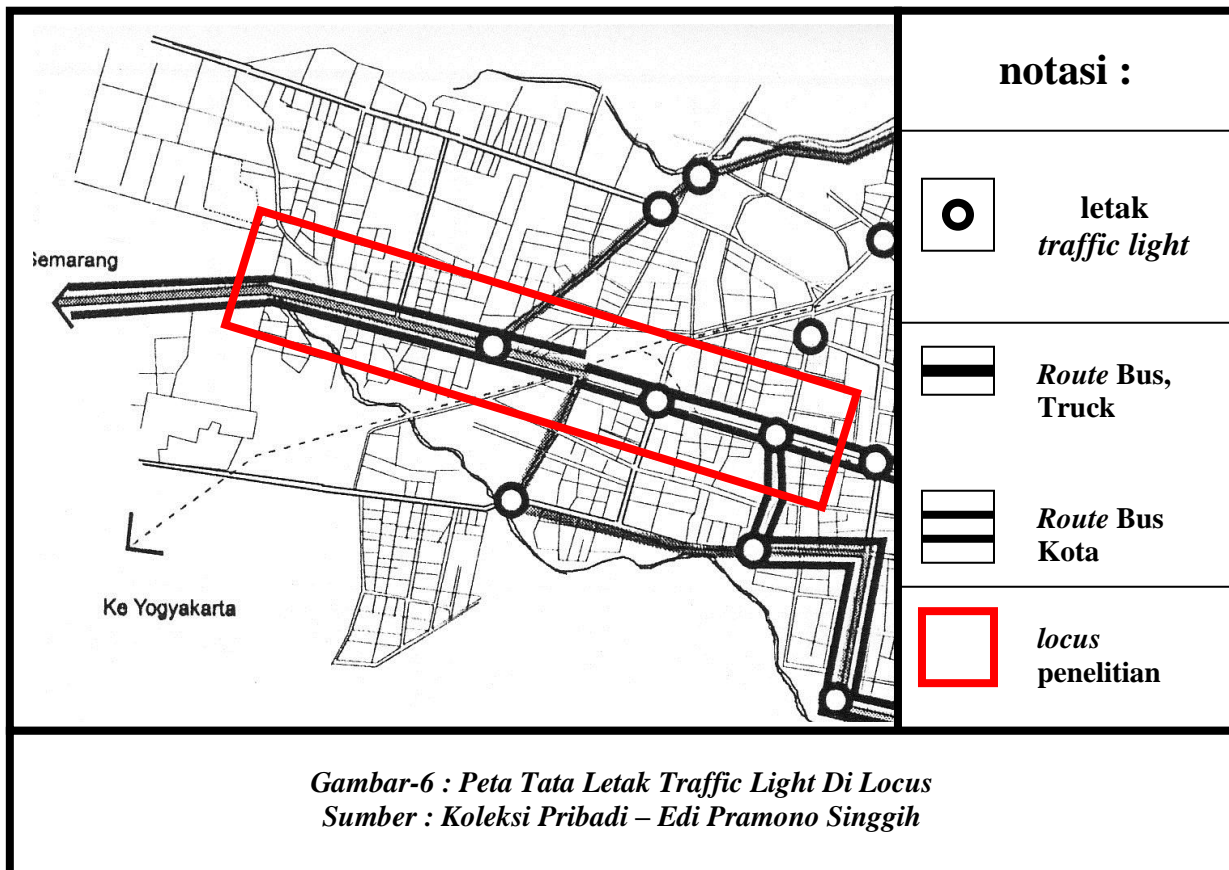 Semarang
Ke Yogyakarta
notasi :
letak
traffic light
Route Bus,
Truck
Route Bus
Kota
locus
penelitian
Gambar-6 : Peta Tata Letak Traffic Light Di Locus
Sumber : Koleksi Pribadi – Edi Pramono Singgih